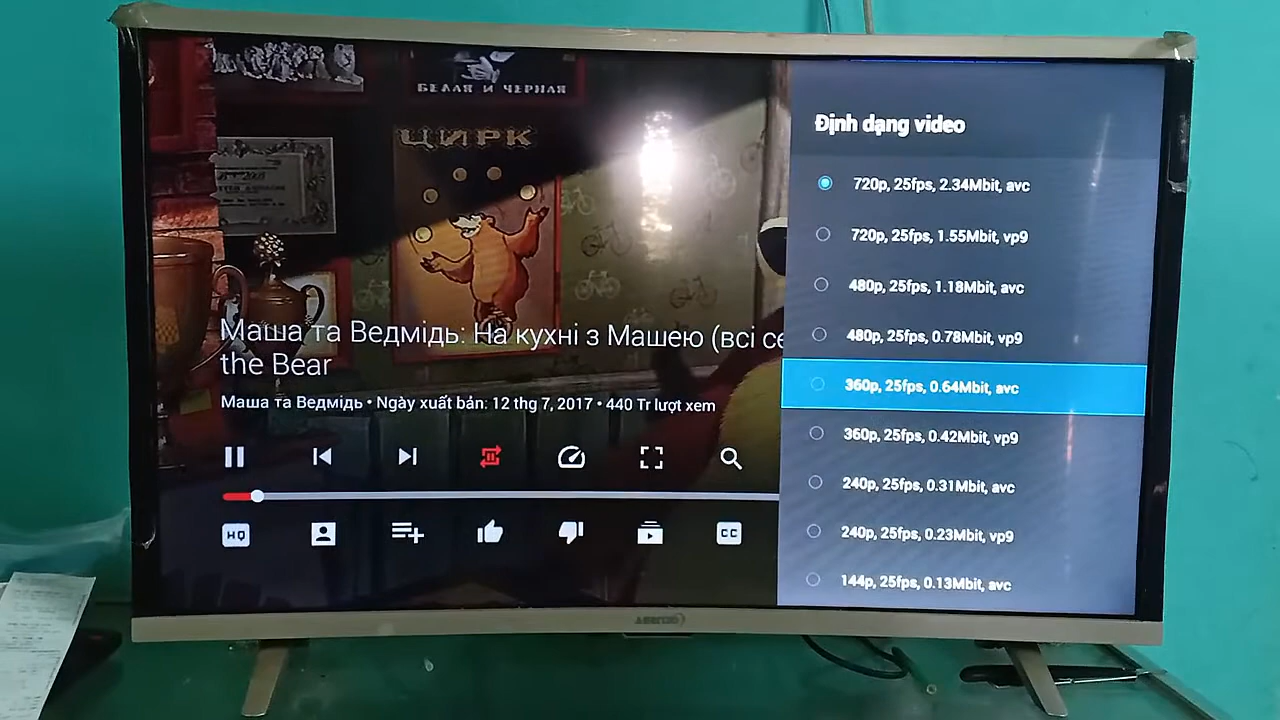 БЕЛАЯ И ЧЕРНАЯ
ЦИРК
Маша та Ведмідь: На кухні з Машею (всі се
the Bear
Маша та Ведмідь • Ngày xuất bản: 12 thg 7, 2017 • 440 Tr lượt xem
HQ
CC
Định dạng video
720p, 25fps, 2.34Mbit, avc
720p, 25fps, 1.55Mbit, vp9
480p, 25fps, 1.18Mbit, avc
480p, 25fps, 0.78Mbit, vp9
360p, 25fps, 0.64Mbit, avc
360p, 25fps, 0.42Mbit, vp9
240p, 25fps, 0.31Mbit, avc
240p, 25fps, 0.23Mbit, vp9
144p, 25fps, 0.13Mbit, avc